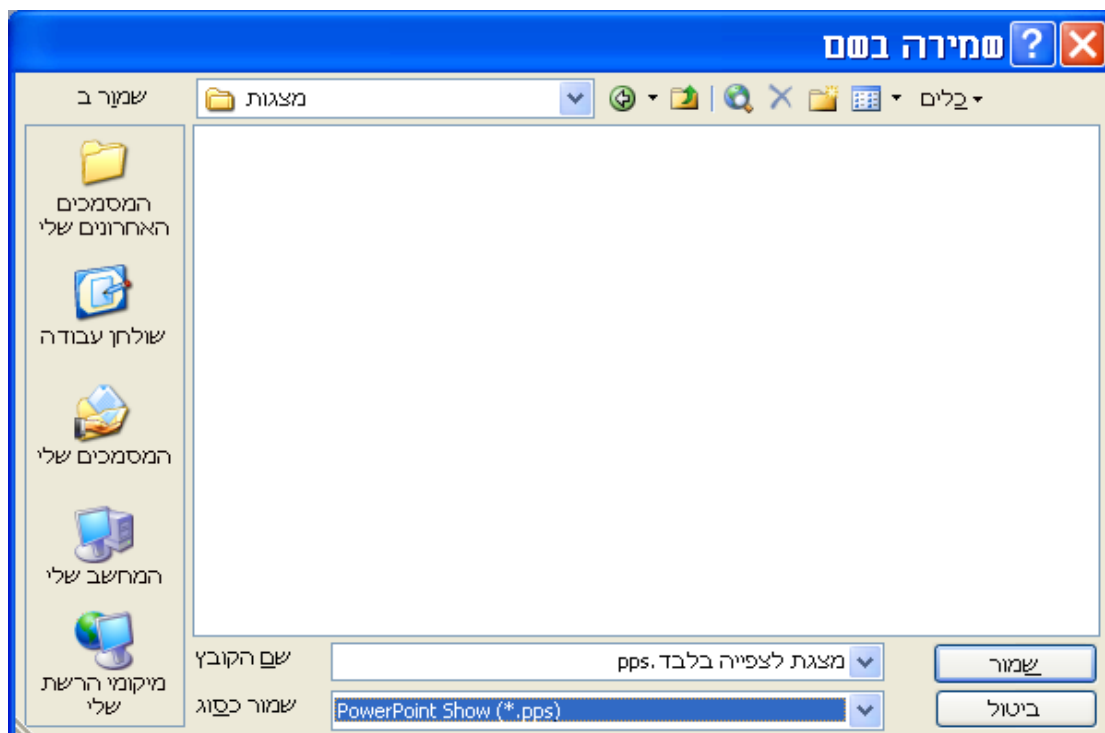 שמירה בשם
שמור ב
מצגות
כלים
המסמכים
האחרונים שלי
שולחן עבודה
המסמכים שלי
המחשב שלי
מיקומי הרשת
שלי
שם הקובץ
מצגת לצפייה בלבד.pps
שמור
שמור כסוג
PowerPoint Show (*.pps)
ביטול